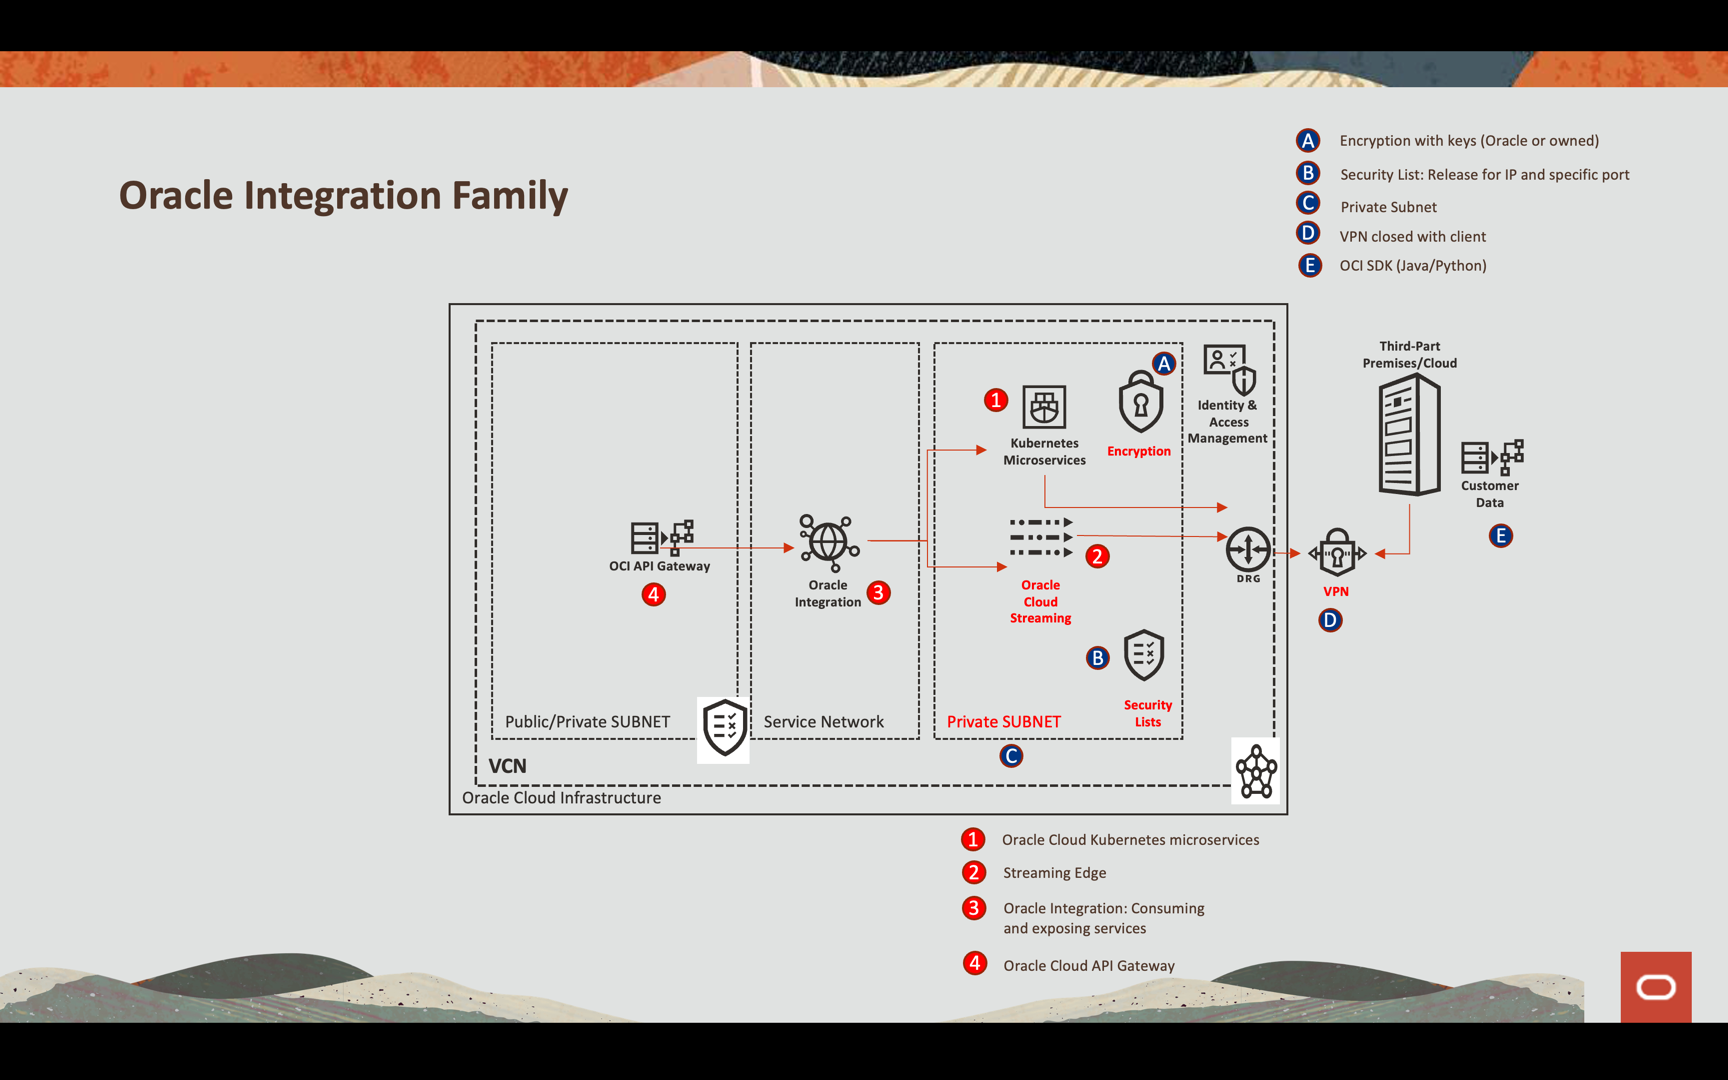 Oracle Integration Family
A Encryption with keys (Oracle or owned)
B Security List: Release for IP and specific port
C Private Subnet
D VPN closed with client
E OCI SDK (Java/Python)
Third-Part
Premises/Cloud
Customer
Data
E
A
1
Kubernetes
Microservices
Encryption
Identity &
Access
Management
OCI API Gateway
4
Oracle
Integration
3
2
Oracle
Cloud
Streaming
DRG
VPN
D
B
Security
Lists
Public/Private SUBNET
Service Network
Private SUBNET
C
VCN
Oracle Cloud Infrastructure
1 Oracle Cloud Kubernetes microservices
2 Streaming Edge
3 Oracle Integration: Consuming
and exposing services
4 Oracle Cloud API Gateway